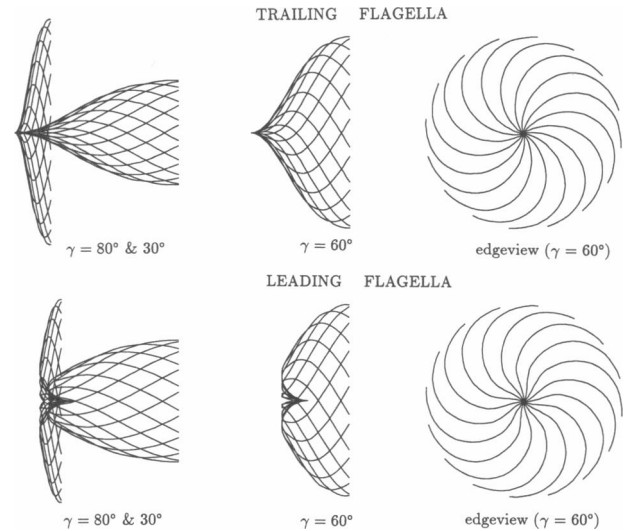 TRAILING FLAGELLA
γ = 80° & 30°
γ = 60°
edgeview (γ = 60°)
LEADING FLAGELLA
γ = 80° & 30°
γ = 60°
edgeview (γ = 60°)